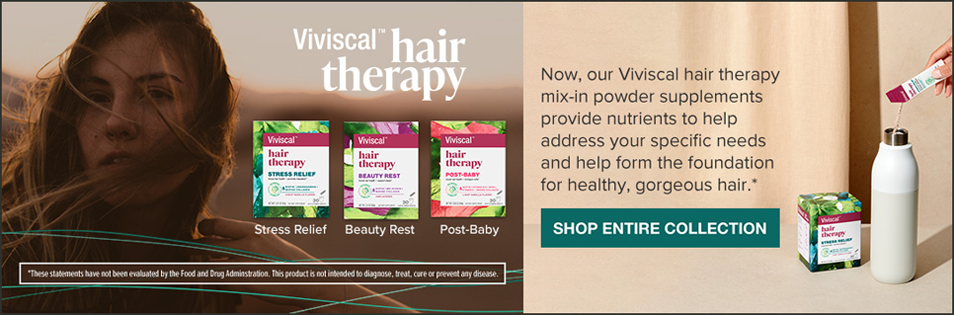 Viviscal™ hair
therapy
Viviscal
hair
therapy
STRESS RELIEF
30
Viviscal
hair
therapy
BEAUTY REST
30
Viviscal
hair
therapy
POST-BABY
30
Stress Relief
Beauty Rest
Post-Baby
*These statements have not been evaluated by the Food and Drug Adminstration. This product is not intended to diagnose, treat, cure or prevent any disease.
Now, our Viviscal hair therapy
mix-in powder supplements
provide nutrients to help
address your specific needs
and help form the foundation
for healthy, gorgeous hair.*
SHOP ENTIRE COLLECTION
hair
therapy
STRESS RELIEF